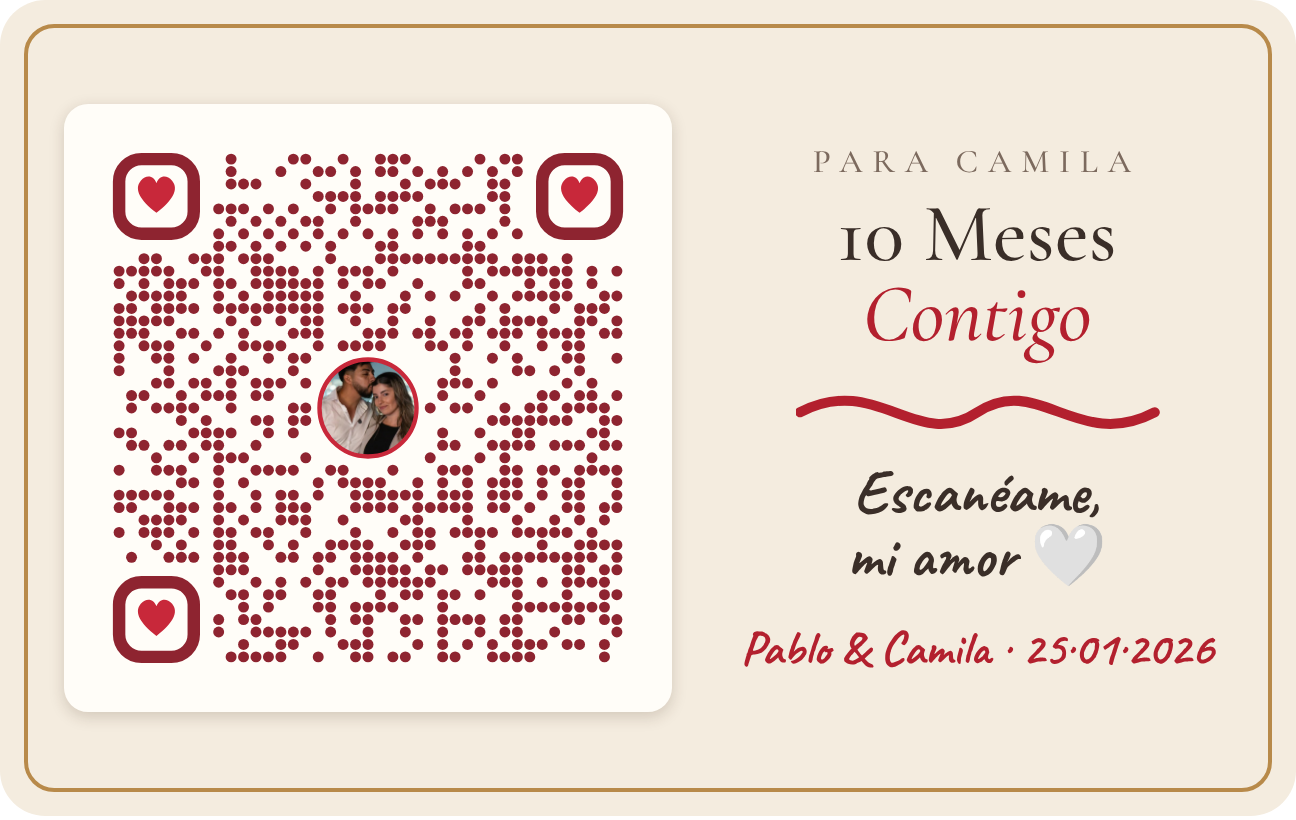 PARA CAMILA
10 Meses
Contigo
Escanéame,
mi amor 🤍
Pablo & Camila · 25·01·2026